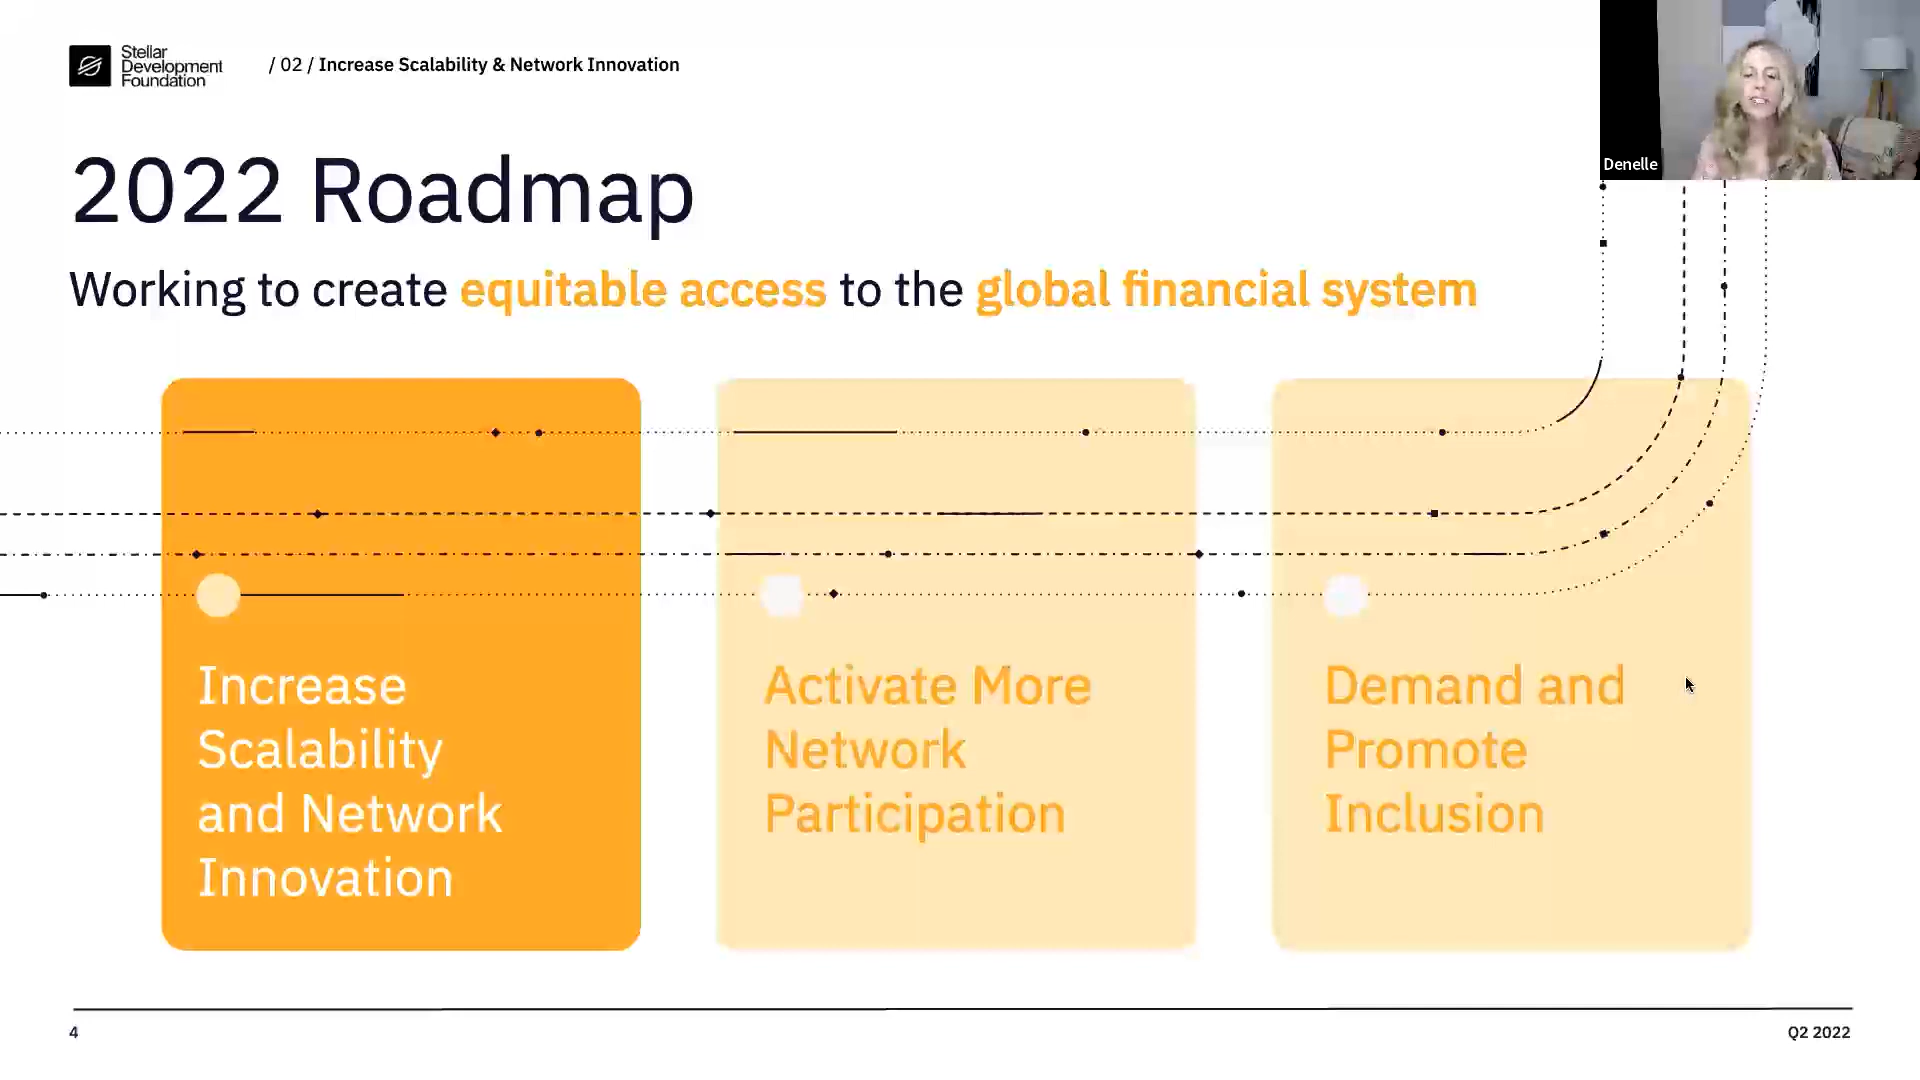 Stellar
Development
Foundation
/ 02 / Increase Scalability & Network Innovation
Denelle
2022 Roadmap
Working to create equitable access to the global financial system
Increase
Scalability
and Network
Innovation
Activate More
Network
Participation
Demand and
Promote
Inclusion
4
Q2 2022